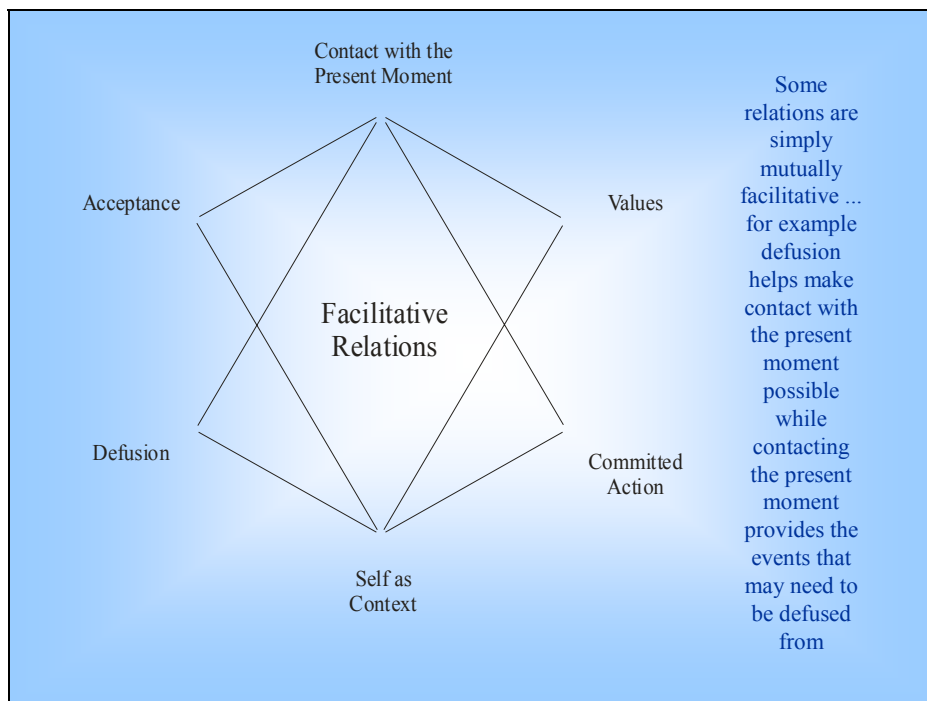 Contact with the
Present Moment
Acceptance
Values
Facilitative
Relations
Defusion
Committed
Action
Self as
Context
Some
relations are
simply
mutually
facilitative ...
for example
defusion
helps make
contact with
the present
moment
possible
while
contacting
the present
moment
provides the
events that
may need to
be defused
from